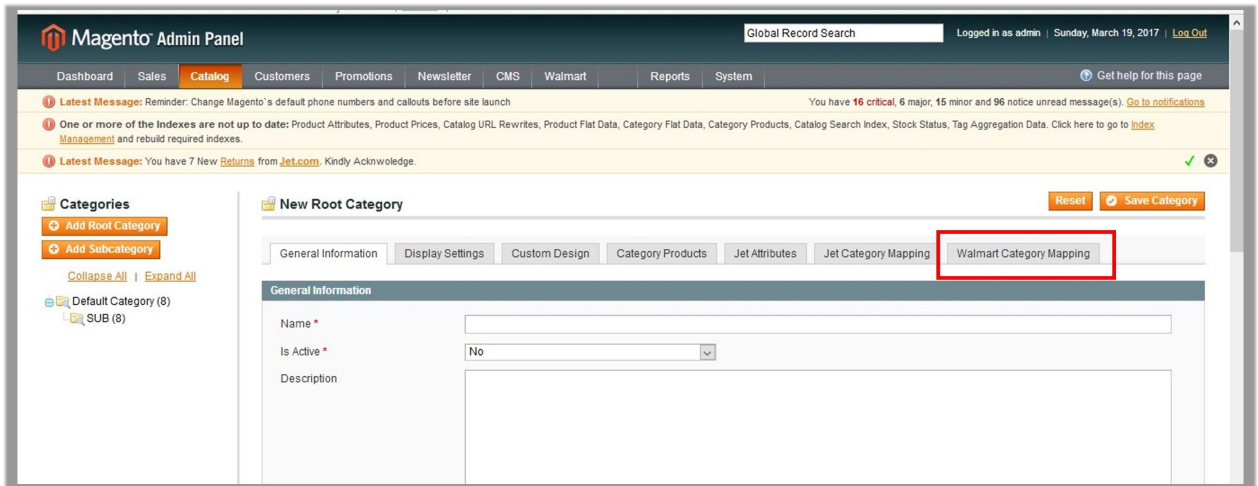 Magento Admin Panel
Global Record Search
Logged in as admin | Sunday, March 19, 2017 | Log Out
Dashboard Sales Catalog Customers Promotions Newsletter CMS Walmart Reports System Get help for this page
Latest Message: Reminder: Change Magento`s default phone numbers and callouts before site launch You have 16 critical, 6 major, 15 minor and 96 notice unread message(s). Go to notifications
One or more of the Indexes are not up to date: Product Attributes, Product Prices, Catalog URL Rewrites, Product Flat Data, Category Flat Data, Category Products, Catalog Search Index, Stock Status, Tag Aggregation Data. Click here to go to Index
Management and rebuild required indexes.
Latest Message: You have 7 New Returns from Jet.com. Kindly Acknwoledge.
Categories
Add Root Category
Add Subcategory
Collapse All | Expand All
Default Category (8)
SUB (8)
New Root Category
Reset Save Category
General Information Display Settings Custom Design Category Products Jet Attributes Jet Category Mapping Walmart Category Mapping
General Information
Name *
Is Active * No
Description